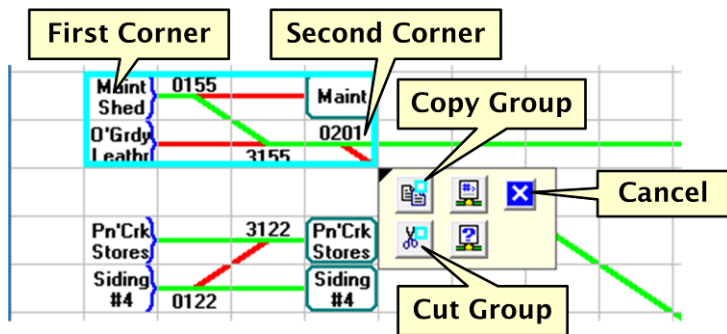 First Corner
Second Corner
Maint
Shed
0155
Maint
Copy Group
O'Grdy
Leathr
3155
0201
Cancel
Pn'Crk
Stores
3122
Pn'Crk
Stores
Siding
#4
0122
Siding
#4
Cut Group